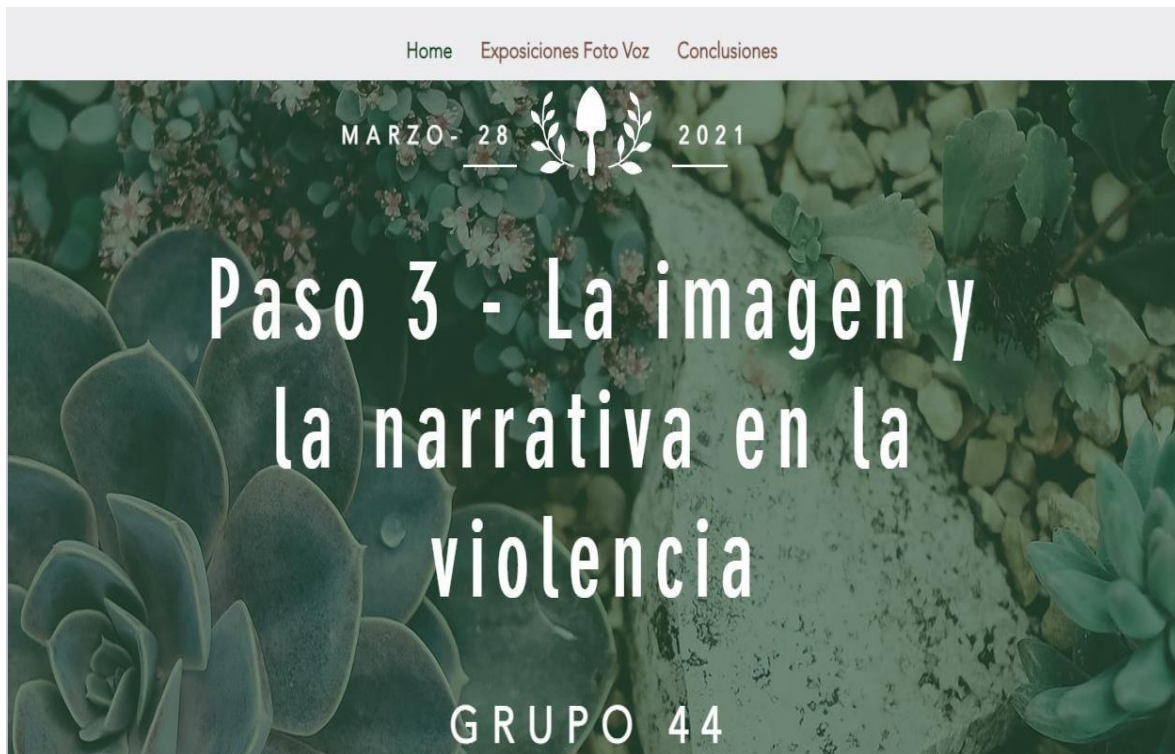 Home Exposiciones Foto Voz Conclusiones
MARZO- 28 2021
Paso 3 - La imagen y
la narrativa en la
violencia
GRUPO 44